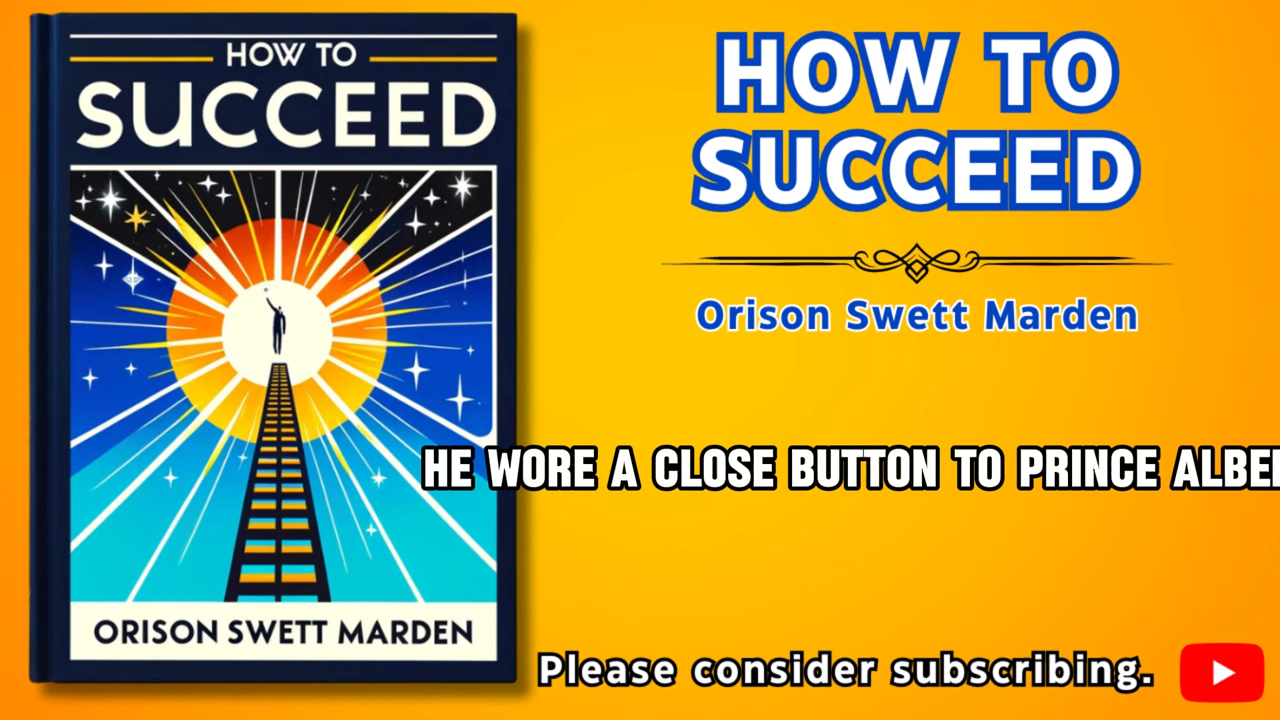 HOW TO
SUCCEED
ORISON SWETT MARDEN
HOW TO
SUCCEED
Orison Swett Marden
HE WORE A CLOSE BUTTON TO PRINCE
Please consider subscribing.